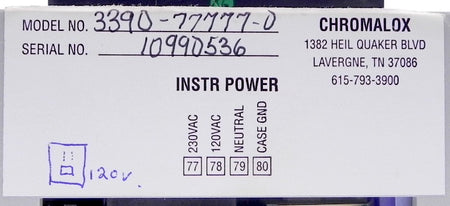 MODEL NO. 3390-77777-0
SERIAL NO. 10990536
CHROMALOX
1382 HEIL QUAKER BLVD
LAVERGNE, TN 37086
615-793-3900
INSTR POWER
230VAC 120VAC NEUTRAL CASE GND
77 78 79 80
120v.